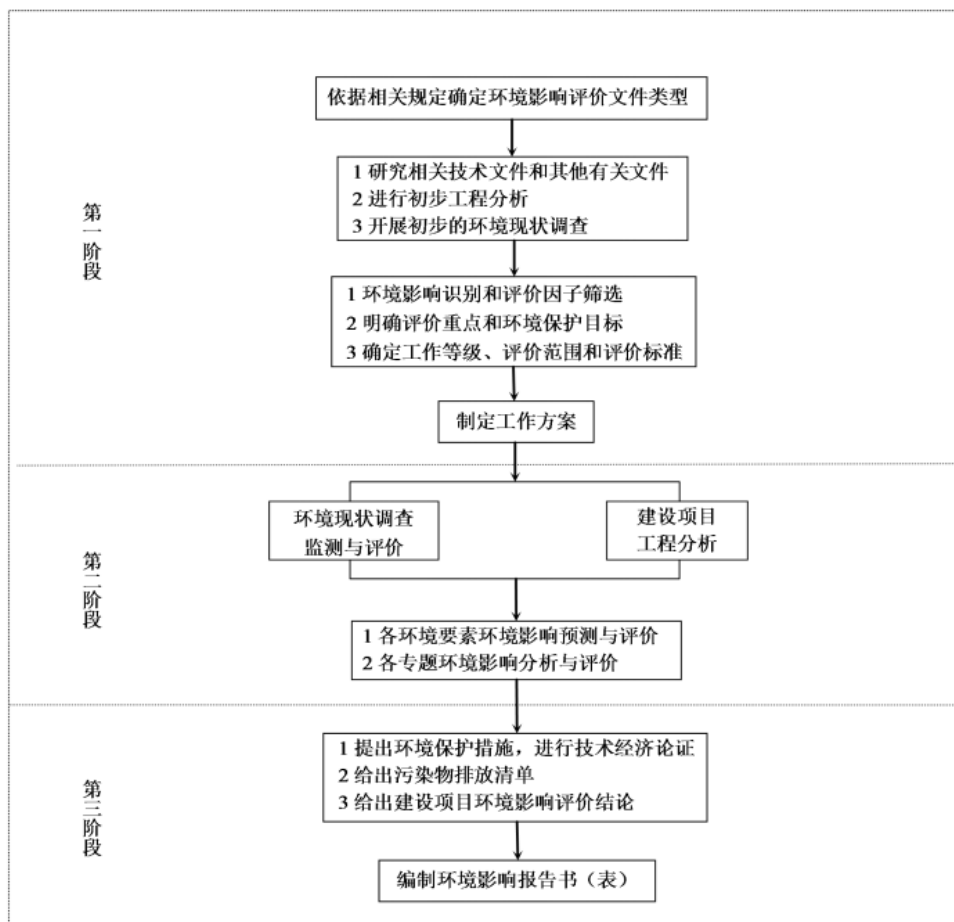 依据相关规定确定环境影响评价文件类型
1 研究相关技术文件和其他有关文件
2 进行初步工程分析
3 开展初步的环境现状调查
第一阶段
1 环境影响识别和评价因子筛选
2 明确评价重点和环境保护目标
3 确定工作等级、评价范围和评价标准
制定工作方案
环境现状调查
监测与评价
建设项目
工程分析
第二阶段
1 各环境要素环境影响预测与评价
2 各专题环境影响分析与评价
1 提出环境保护措施，进行技术经济论证
2 给出污染物排放清单
3 给出建设项目环境影响评价结论
第三阶段
编制环境影响报告书（表）